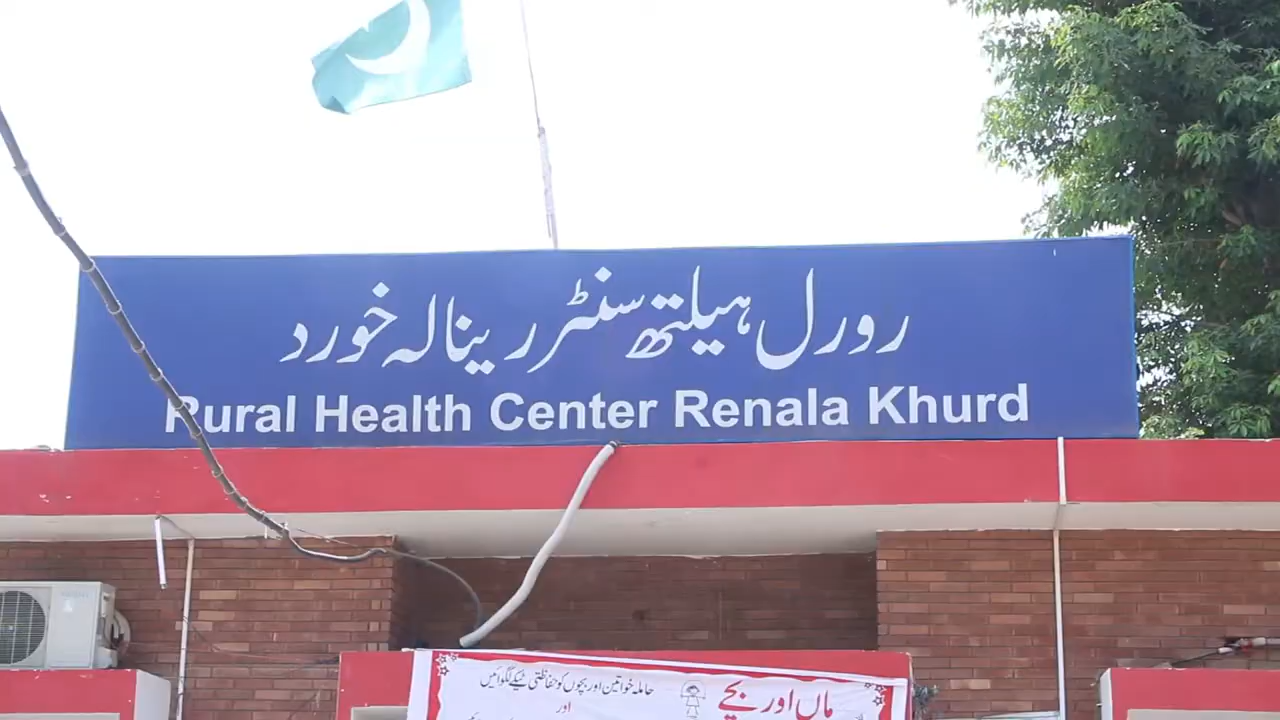 رورل ہیلتھ سنٹر رینالہ خورد
Rural Health Center Renala Khurd
حاملہ خواتین اور بچوں کو حفاظتی ٹیکے لگوائیں
اور
ماں اور بچے